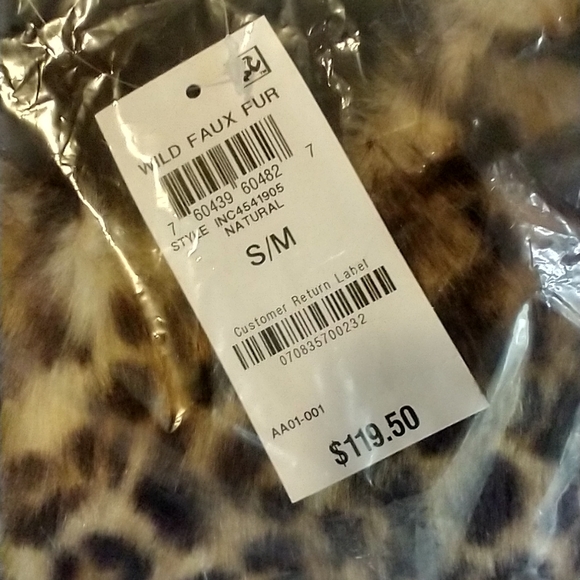 WILD FAUX FUR
7 60439 60482 7
STYLE INC4541905
NATURAL
S/M
Customer Return Label
070835700232
AA01-001
$119.50